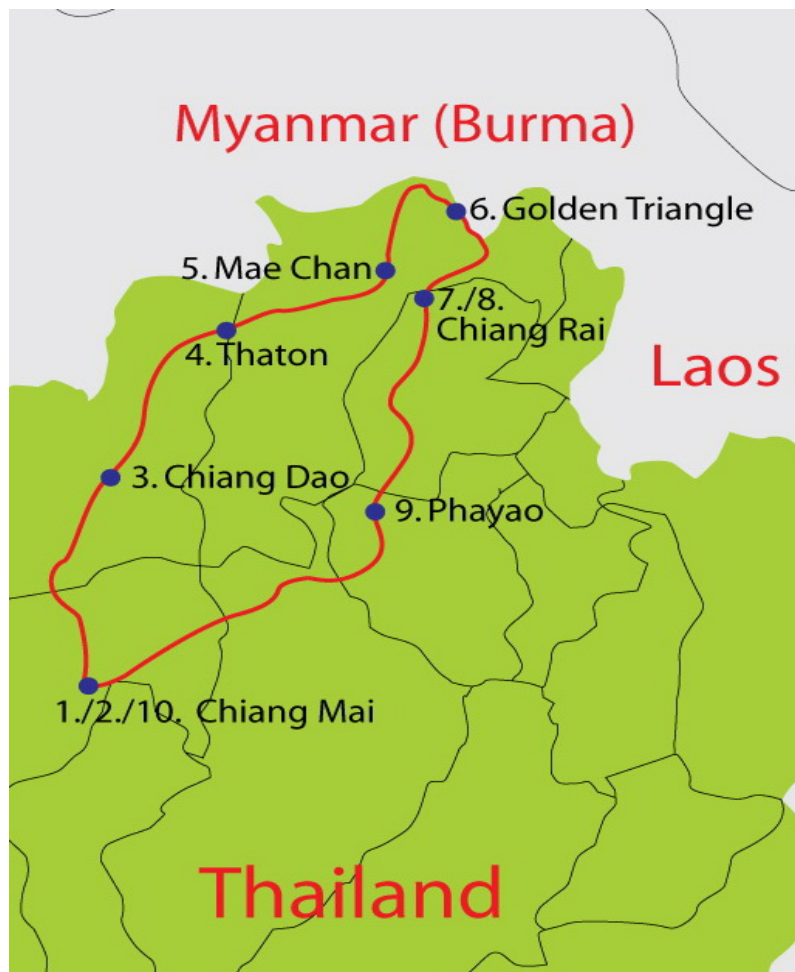 Myanmar (Burma)
6. Golden Triangle
5. Mae Chan
7./8.
Chiang Rai
4. Thaton
Laos
3. Chiang Dao
9. Phayao
1./2./10. Chiang Mai
Thailand